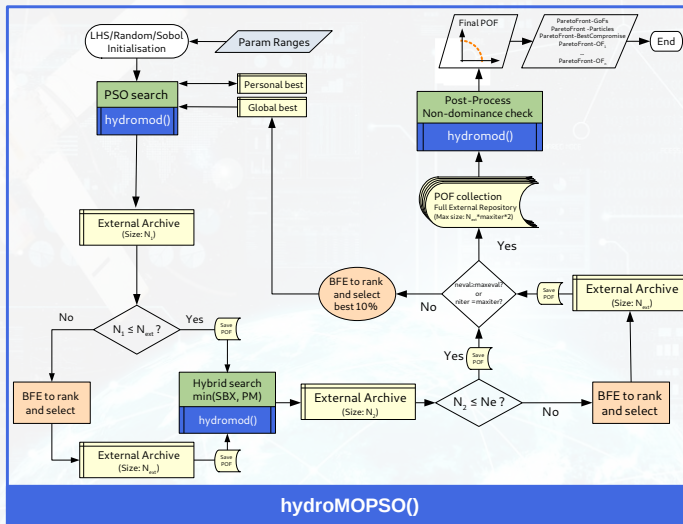 LHS/Random/Sobol
Initialisation
Param Ranges
PSO search
hydromod()
Personal best
Global best
External Archive
(Size: N1)
No
N1 ≤ Next ?
Yes
Save
POF
BFE to rank
and select
External Archive
(Size: Next)
Save
POF
Hybrid search
min(SBX, PM)
hydromod()
External Archive
(Size: N2)
N2 ≤ Ne ?
No
BFE to rank
and select
External Archive
(Size: Next)
Save
POF
Yes
Save
POF
neval≥maxeval?
or
niter =maxiter?
No
BFE to rank
and select
best 10%
Yes
POF collection
Full External Repository
Post-Process
Non-dominance check
hydromod()
Final POF
ParetoFront-GoFs
ParetoFront-Particles
ParetoFront-BestCompromise
ParetoFront-OF1
...
End
hydroMOPSO()